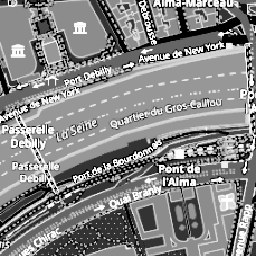 Alma-Marceau
Debrousse
Avenue de New York
Port Debilly
Avenue de New York
Passerelle
Debilly
La Seine
Quartier du Gros-Caillou
Passerelle
Debilly
Port de la Bourdonnais
Pont de
l'Alma
Quai Branly